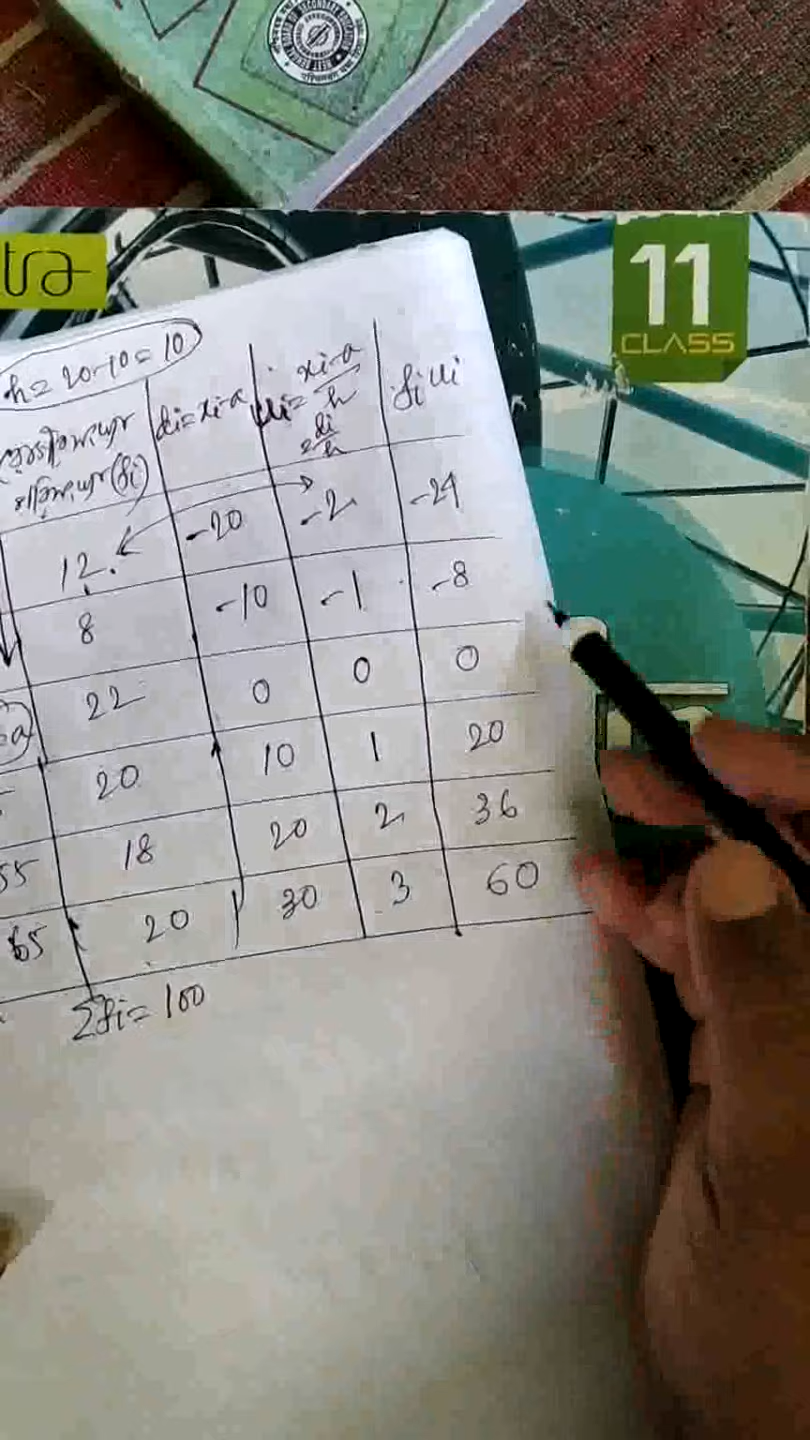 tra
11
CLASS
h = 20-10 = 10
di = xi-a
ui = xi-a / h
= di / h
fi ui
(fi)
12 -20 -2 -24
8 -10 -1 -8
a 22 0 0 0
20 10 1 20
55 18 20 2 36
65 20 30 3 60
Σfi = 100